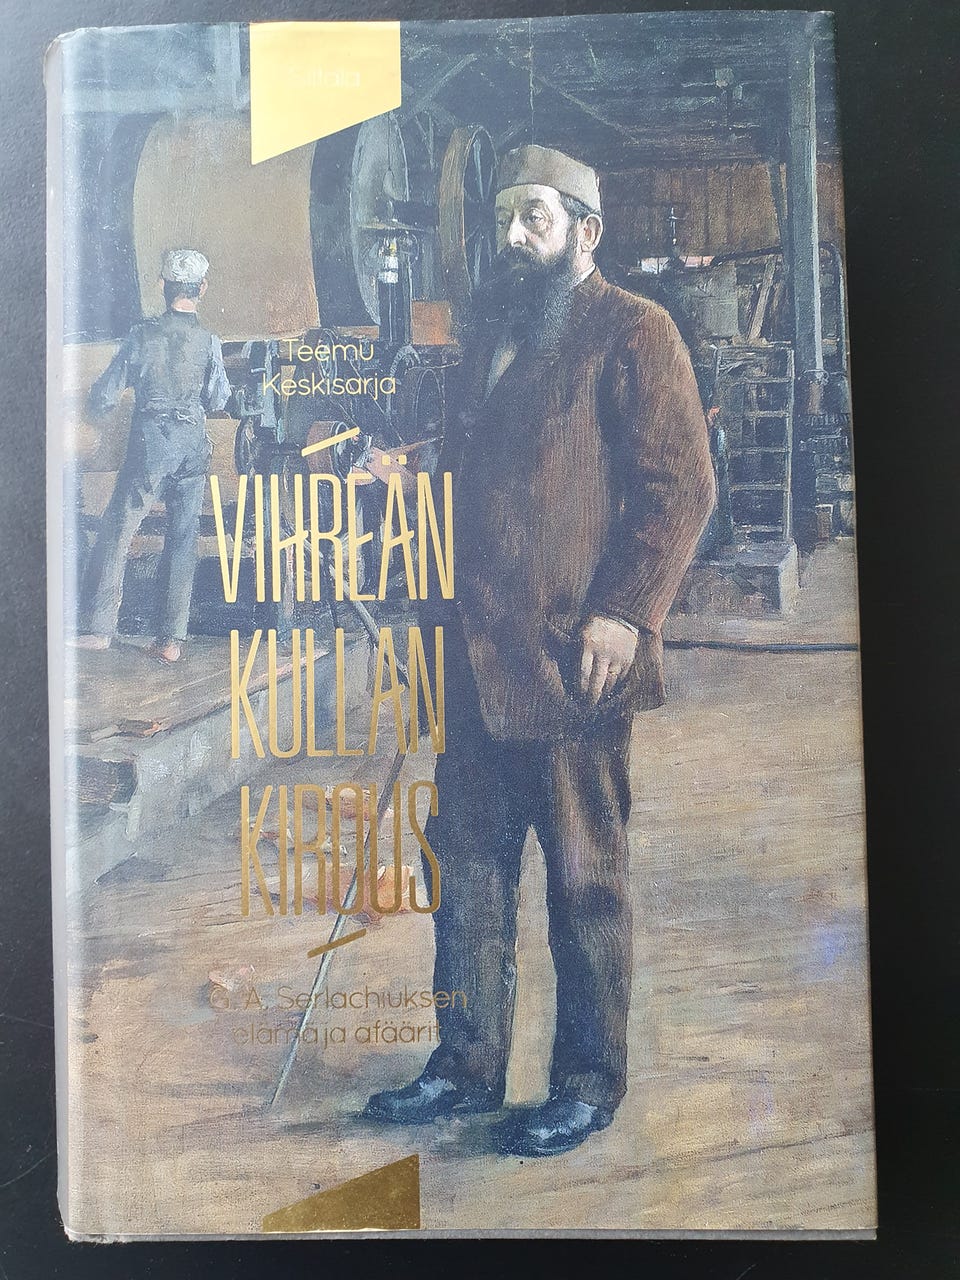 Siltala
Teemu
Keskisarja
VIHREÄN
KULLAN
KIROUS
G. A. Serlachiuksen
elämä ja afäärit